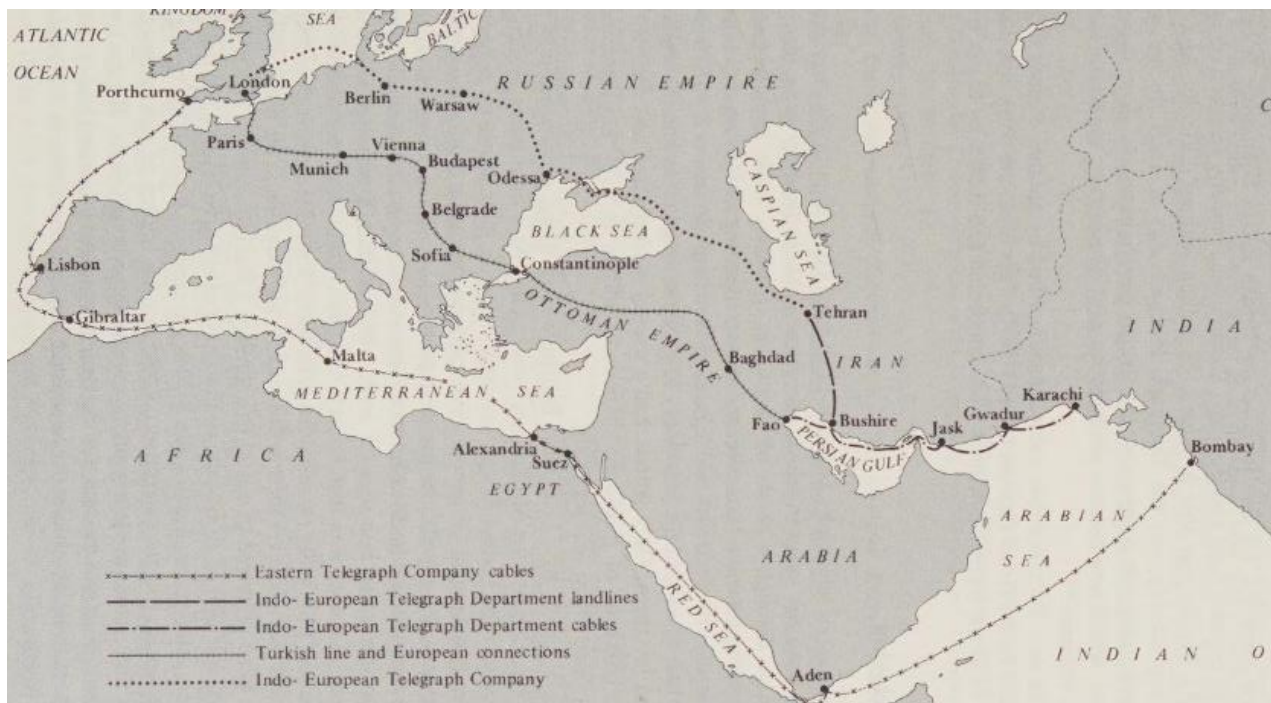 KINGDOM
SEA
BALTIC
ATLANTIC
OCEAN
RUSSIAN EMPIRE
Porthcurno
London
Berlin
Warsaw
Paris
Munich
Vienna
Budapest
Odessa
Belgrade
BLACK SEA
CASPIAN SEA
Sofia
Constantinople
Lisbon
Gibraltar
OTTOMAN EMPIRE
Tehran
INDIA
Malta
Baghdad
IRAN
MEDITERRANEAN SEA
Karachi
Gwadur
Fao
Bushire
Jask
PERSIAN GULF
Alexandria
Suez
Bombay
AFRICA
EGYPT
ARABIAN
SEA
ARABIA
Eastern Telegraph Company cables
Indo- European Telegraph Department landlines
Indo- European Telegraph Department cables
Turkish line and European connections
Indo- European Telegraph Company
RED SEA
Aden
INDIAN O